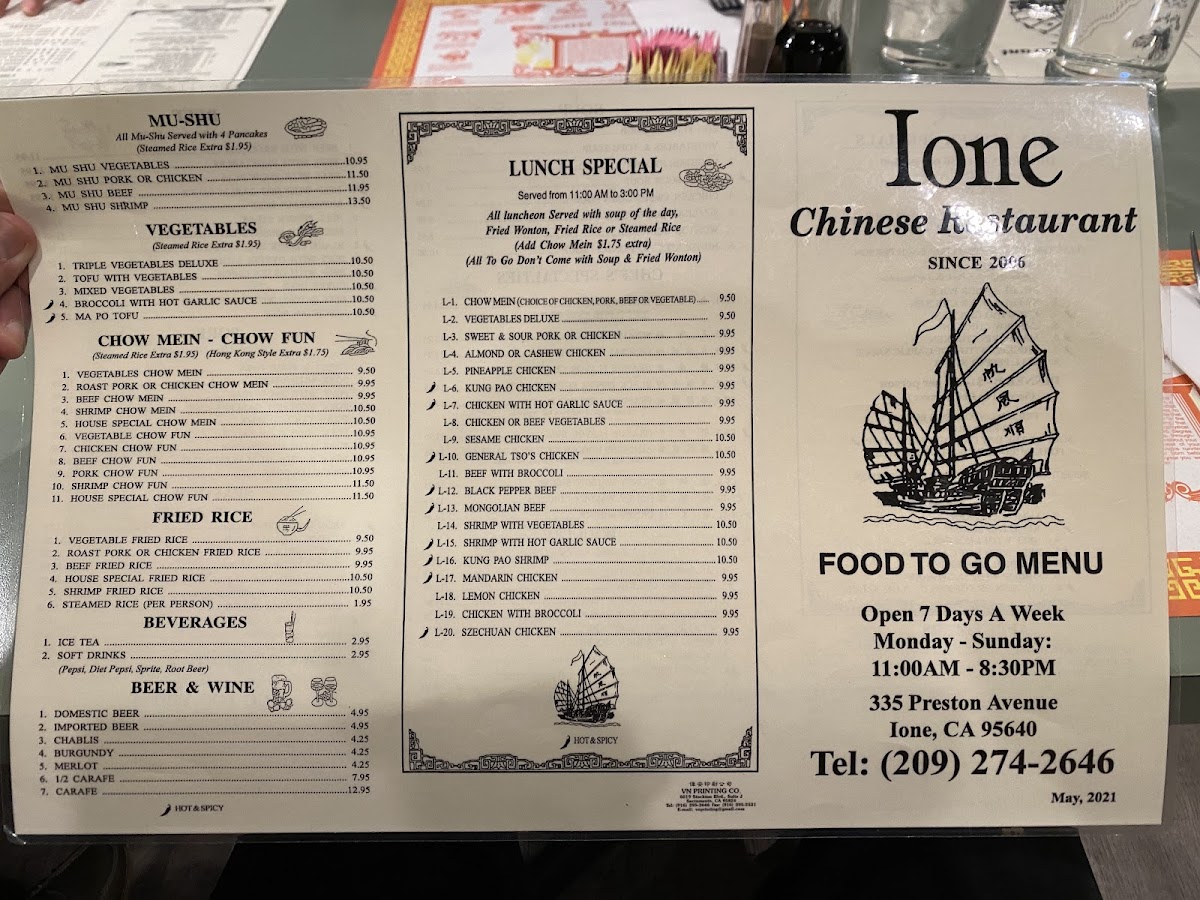 MU-SHU
All Mu-Shu Served with 4 Pancakes
(Steamed Rice Extra $1.95)
1. MU SHU VEGETABLES 10.95
2. MU SHU PORK OR CHICKEN 11.50
3. MU SHU BEEF 11.95
4. MU SHU SHRIMP 13.50
VEGETABLES
(Steamed Rice Extra $1.95)
1. TRIPLE VEGETABLES DELUXE 10.50
2. TOFU WITH VEGETABLES 10.50
3. MIXED VEGETABLES 10.50
4. BROCCOLI WITH HOT GARLIC SAUCE 10.50
5. MA PO TOFU 10.50
CHOW MEIN - CHOW FUN
(Steamed Rice Extra $1.95) (Hong Kong Style Extra $1.75)
1. VEGETABLES CHOW MEIN 9.50
2. ROAST PORK OR CHICKEN CHOW MEIN 9.95
3. BEEF CHOW MEIN 9.95
4. SHRIMP CHOW MEIN 10.50
5. HOUSE SPECIAL CHOW MEIN 10.50
6. VEGETABLE CHOW FUN 10.95
7. CHICKEN CHOW FUN 10.95
8. BEEF CHOW FUN 10.95
9. PORK CHOW FUN 10.95
10. SHRIMP CHOW FUN 11.50
11. HOUSE SPECIAL CHOW FUN 11.50
FRIED RICE
1. VEGETABLE FRIED RICE 9.50
2. ROAST PORK OR CHICKEN FRIED RICE 9.95
3. BEEF FRIED RICE 9.95
4. HOUSE SPECIAL FRIED RICE 10.50
5. SHRIMP FRIED RICE 10.50
6. STEAMED RICE (PER PERSON) 1.95
BEVERAGES
1. ICE TEA 2.95
2. SOFT DRINKS 2.95
(Pepsi, Diet Pepsi, Sprite, Root Beer)
BEER & WINE
1. DOMESTIC BEER 4.95
2. IMPORTED BEER 4.95
3. CHABLIS 4.25
4. BURGUNDY 4.25
5. MERLOT 4.25
6. 1/2 CARAFE 7.95
7. CARAFE 12.95
HOT & SPICY
LUNCH SPECIAL
Served from 11:00 AM to 3:00 PM
All luncheon Served with soup of the day,
Fried Wonton, Fried Rice or Steamed Rice
(Add Chow Mein $1.75 extra)
(All To Go Don't Come with Soup & Fried Wonton)
L-1. CHOW MEIN (CHOICE OF CHICKEN, PORK, BEEF OR VEGETABLE) 9.50
L-2. VEGETABLES DELUXE 9.50
L-3. SWEET & SOUR PORK OR CHICKEN 9.95
L-4. ALMOND OR CASHEW CHICKEN 9.95
L-5. PINEAPPLE CHICKEN 9.95
L-6. KUNG PAO CHICKEN 9.95
L-7. CHICKEN WITH HOT GARLIC SAUCE 9.95
L-8. CHICKEN OR BEEF VEGETABLES 9.95
L-9. SESAME CHICKEN 10.50
L-10. GENERAL TSO'S CHICKEN 10.50
L-11. BEEF WITH BROCCOLI 9.95
L-12. BLACK PEPPER BEEF 9.95
L-13. MONGOLIAN BEEF 9.95
L-14. SHRIMP WITH VEGETABLES 10.50
L-15. SHRIMP WITH HOT GARLIC SAUCE 10.50
L-16. KUNG PAO SHRIMP 10.50
L-17. MANDARIN CHICKEN 9.95
L-18. LEMON CHICKEN 9.95
L-19. CHICKEN WITH BROCCOLI 9.95
L-20. SZECHUAN CHICKEN 9.95
HOT & SPICY
VN PRINTING CO.
Ione
Chinese Restaurant
SINCE 2006
FOOD TO GO MENU
Open 7 Days A Week
Monday - Sunday:
11:00AM - 8:30PM
335 Preston Avenue
Ione, CA 95640
Tel: (209) 274-2646
May, 2021